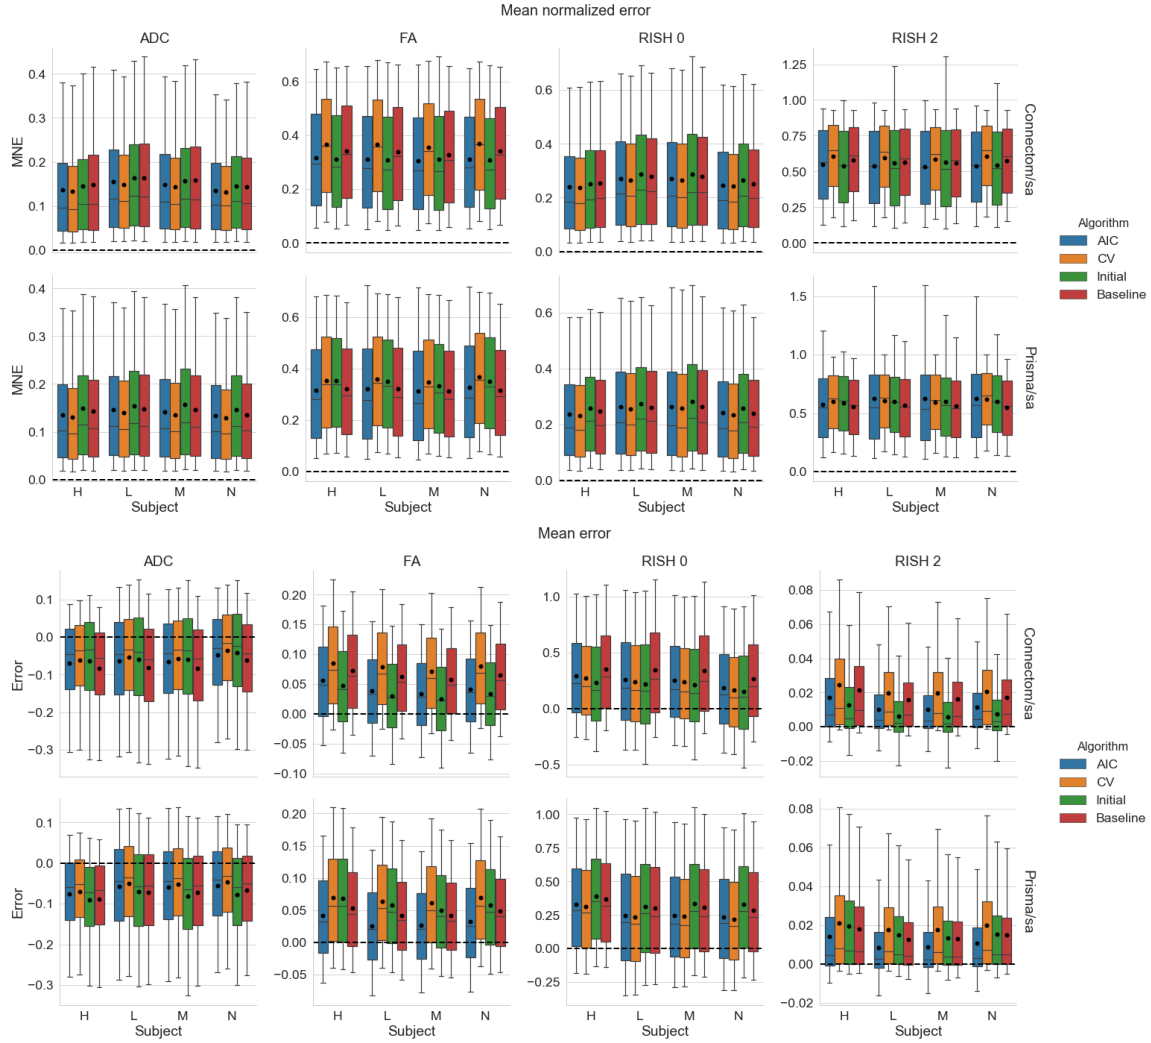 Mean normalized error
ADC FA RISH 0 RISH 2
0.4 0.6 0.6 1.25
1.00
0.3 0.4 0.4 0.75
MNE
0.2 0.50
0.2 0.2
0.1 0.25
0.0 0.0 0.0 0.00
Connectom/sa
Algorithm
AIC
CV
Initial
Baseline
0.4 0.6 0.6 1.5
0.3 0.4 0.4 1.0
MNE
0.2 0.2 0.2 0.5
0.1
0.0 0.0 0.0 0.0
Prisma/sa
H L M N H L M N H L M N H L M N
Subject Subject Subject Subject
Mean error
ADC FA RISH 0 RISH 2
0.1 0.20 1.0 0.08
0.0 0.15 0.5 0.06
−0.1 0.10 0.04
Error
0.05 0.0 0.02
−0.2 0.00 0.00
−0.3 −0.05 −0.5 −0.02
−0.10
Connectom/sa
Algorithm
AIC
CV
Initial
Baseline
0.1 0.20 1.00 0.08
0.0 0.15 0.75 0.06
−0.1 0.10 0.50 0.04
Error
0.05 0.25 0.02
−0.2 0.00 0.00 0.00
−0.3 −0.05 −0.25 −0.02
Prisma/sa
H L M N H L M N H L M N H L M N
Subject Subject Subject Subject